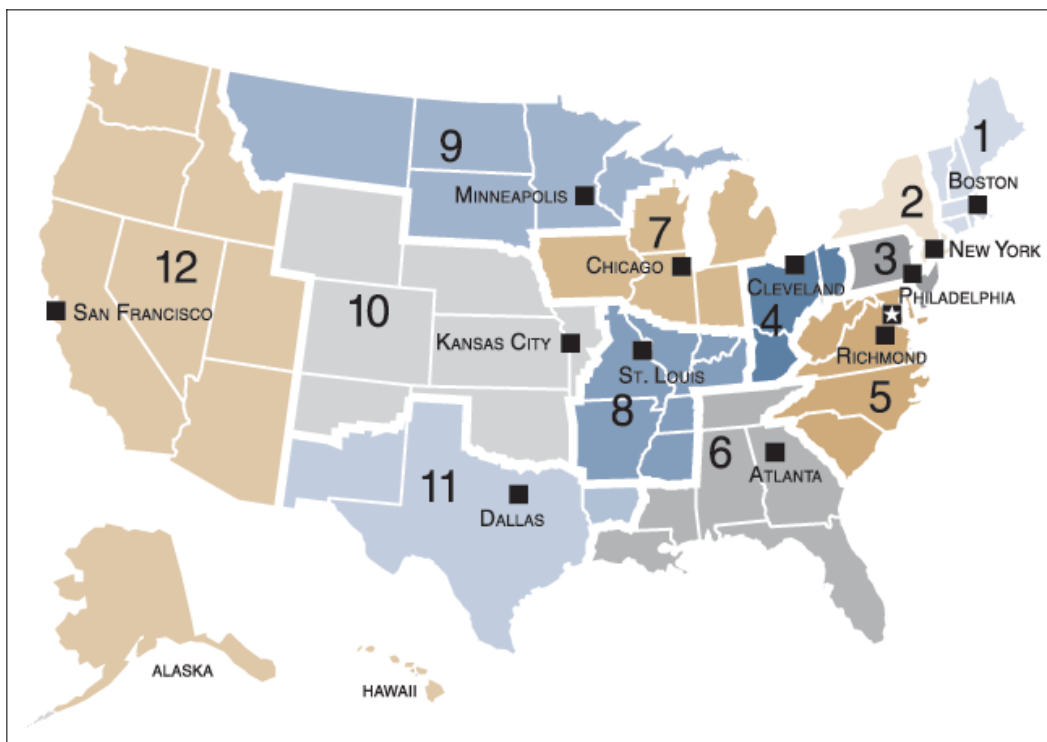 1
BOSTON
2
NEW YORK
3
PHILADELPHIA
CLEVELAND
4
RICHMOND
5
6
ATLANTA
7
CHICAGO
ST. LOUIS
8
9
MINNEAPOLIS
10
KANSAS CITY
11
DALLAS
12
SAN FRANCISCO
ALASKA
HAWAII